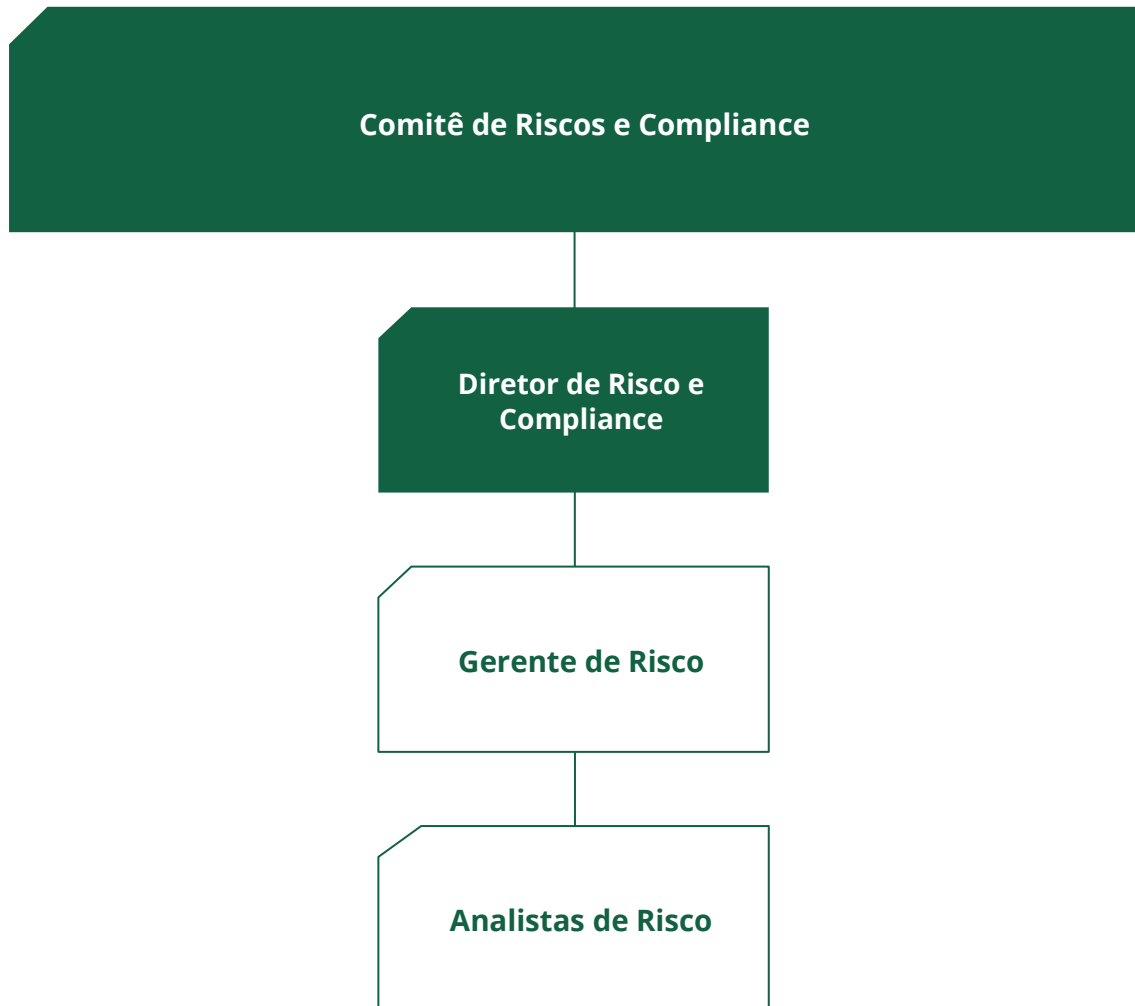 Comitê de Riscos e Compliance
Diretor de Risco e
Compliance
Gerente de Risco
Analistas de Risco